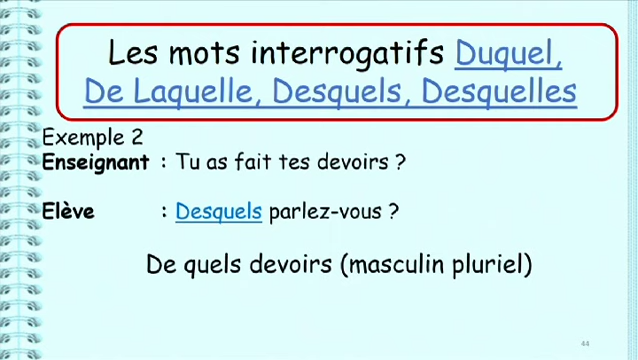 Les mots interrogatifs Duquel,
De Laquelle, Desquels, Desquelles
Exemple 2
Enseignant : Tu as fait tes devoirs ?
Elève : Desquels parlez-vous ?
De quels devoirs (masculin pluriel)
44